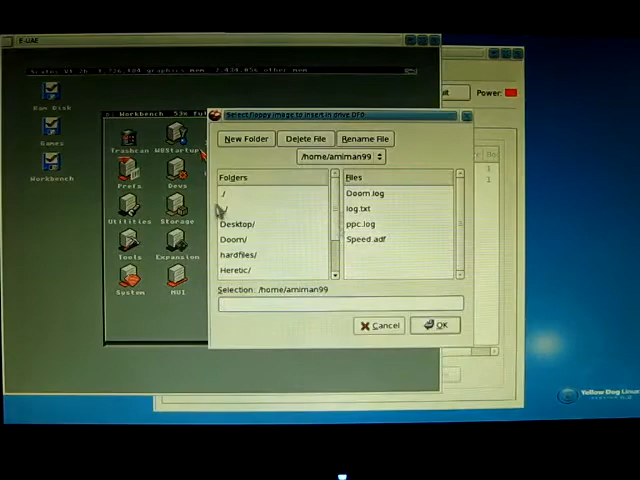 E-UAE
Power:
Ram Disk
Games
Workbench
Workbench
Trashcan
WBStartup
Prefs
Devs
Utilities
Storage
Tools
Expansion
System
MUI
Select floppy image to insert in drive DF0
New Folder
Delete File
Rename File
/home/amiman99
Folders
Files
./
Desktop/
Doom/
hardfiles/
Heretic/
Doom.log
log.txt
ppc.log
Speed.adf
Selection: /home/amiman99
Cancel
OK
Yellow Dog Linux